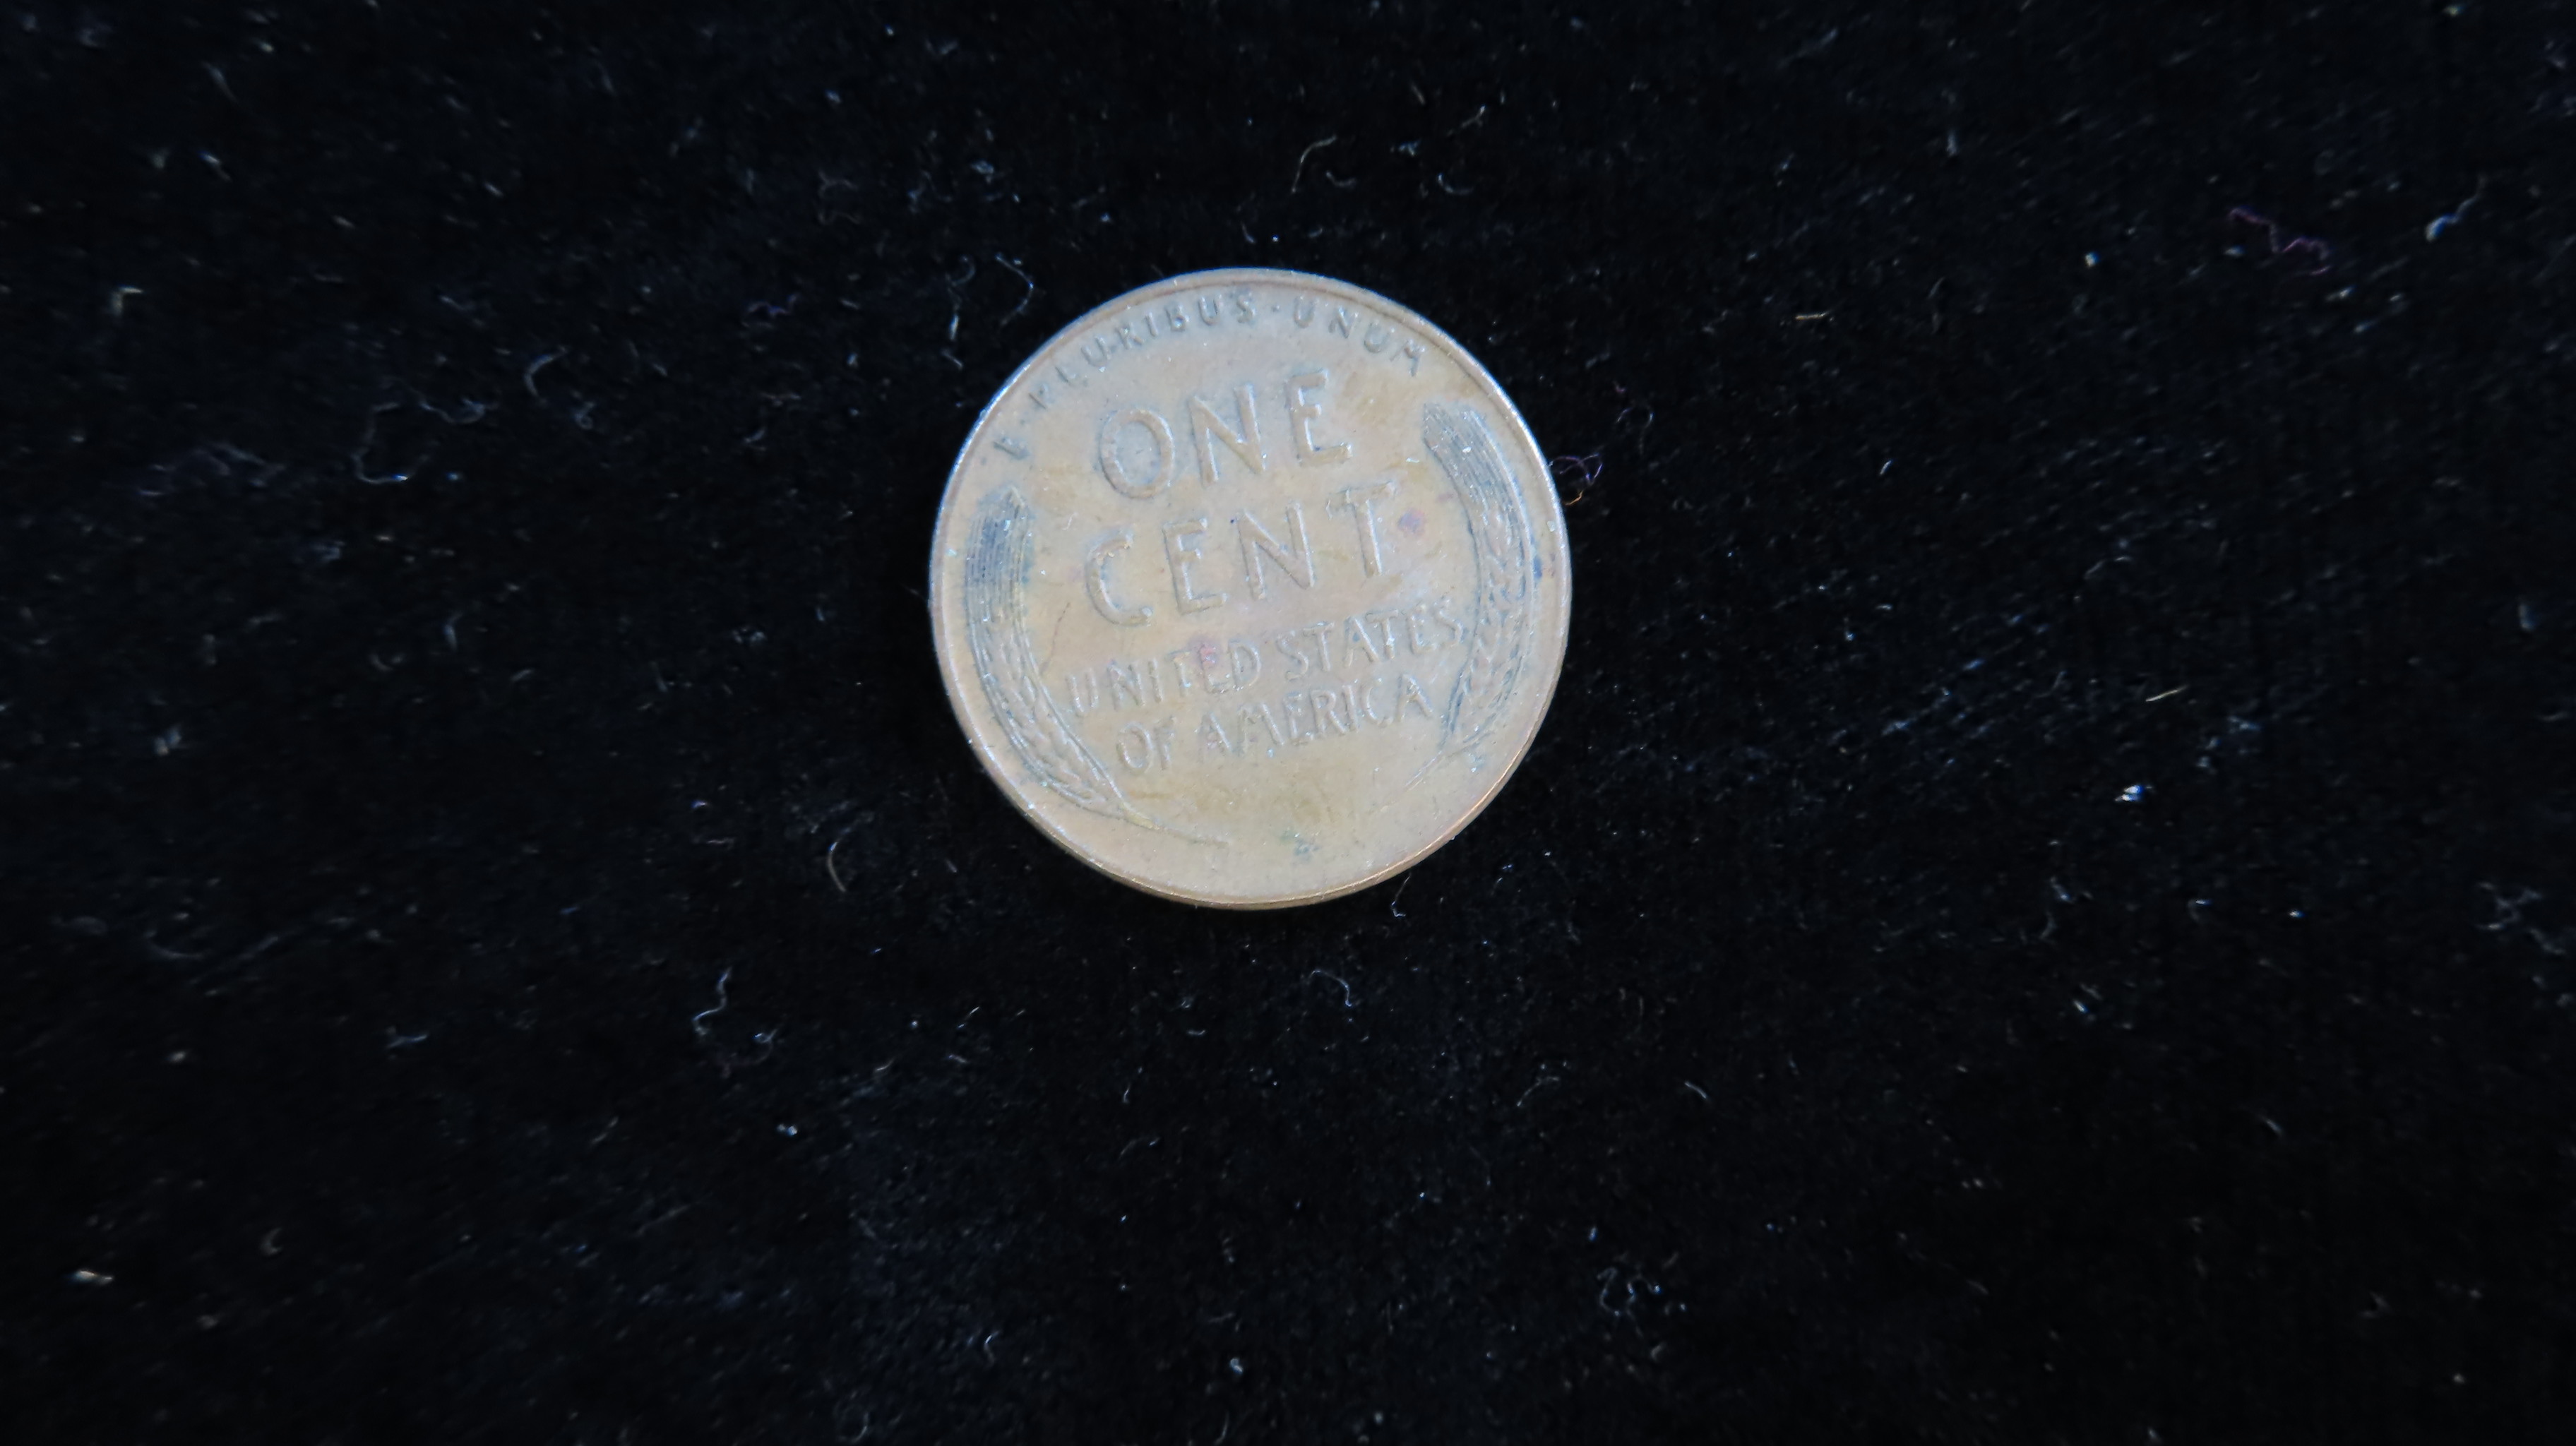 E · PLURIBUS · UNUM
ONE
CENT
UNITED STATES
OF AMERICA